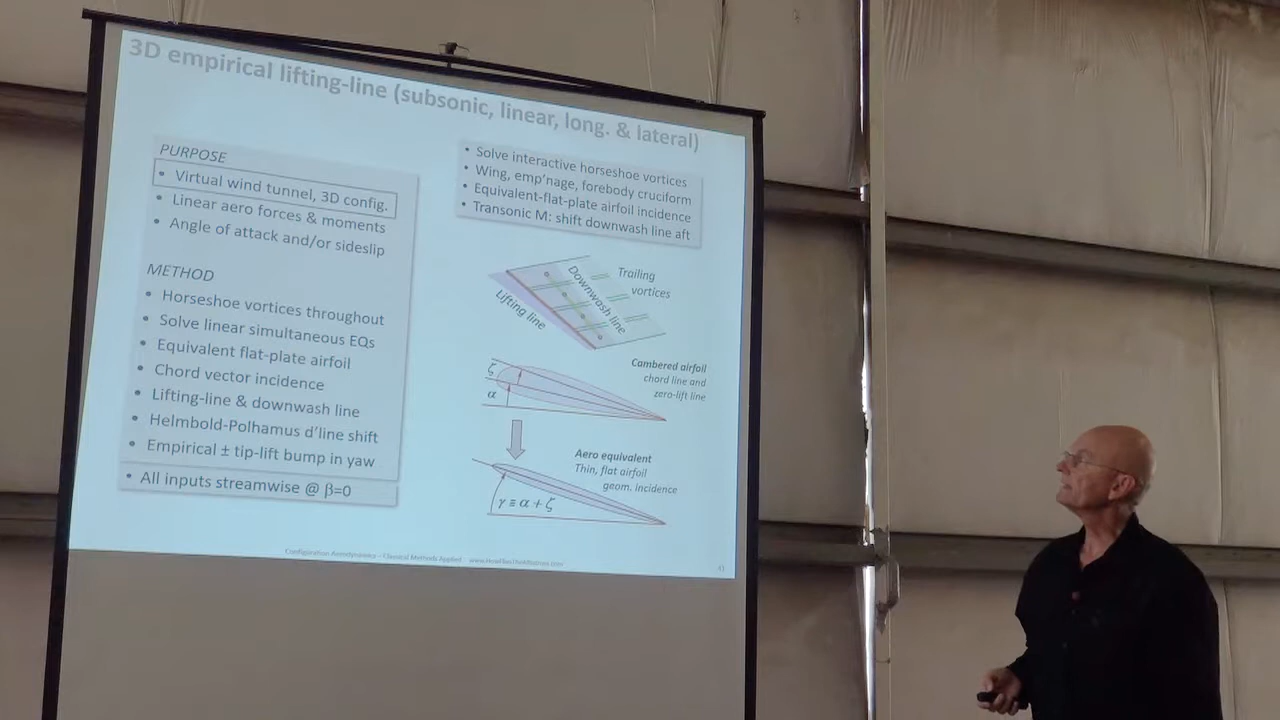 3D empirical lifting-line (subsonic, linear, long. & lateral)
PURPOSE
• Virtual wind tunnel, 3D config.
• Linear aero forces & moments
• Angle of attack and/or sideslip
METHOD
• Horseshoe vortices throughout
• Solve linear simultaneous EQs
• Equivalent flat-plate airfoil
• Chord vector incidence
• Lifting-line & downwash line
• Helmbold-Polhamus d'line shift
• Empirical ± tip-lift bump in yaw
• All inputs streamwise @ β=0
• Solve interactive horseshoe vortices
• Wing, emp'nage, forebody cruciform
• Equivalent-flat-plate airfoil incidence
• Transonic M: shift downwash line aft
Trailing
vortices
Downwash line
Lifting line
Cambered airfoil
chord line and
zero-lift line
ζ
α
Aero equivalent
Thin, flat airfoil
geom. incidence
γ ≡ α + ζ
Configuration Aerodynamics – Classical Methods Applied